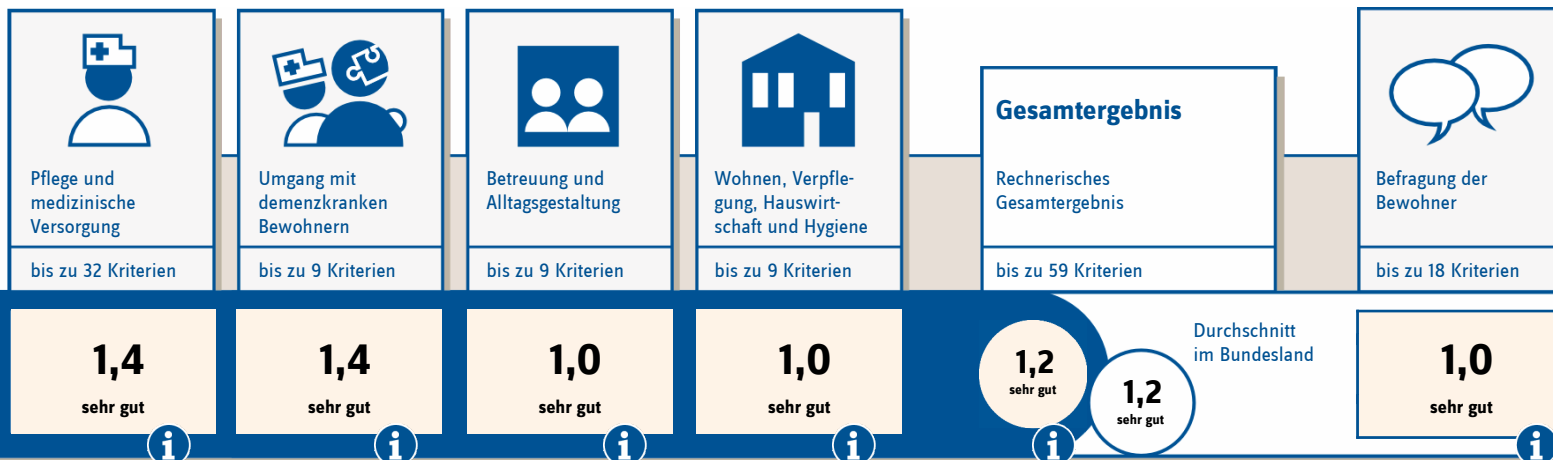 Pflege und
medizinische
Versorgung
bis zu 32 Kriterien
1,4
sehr gut
i
Umgang mit
demenzkranken
Bewohnern
bis zu 9 Kriterien
1,4
sehr gut
i
Betreuung und
Alltagsgestaltung
bis zu 9 Kriterien
1,0
sehr gut
i
Wohnen, Verpfle-
gung, Hauswirt-
schaft und Hygiene
bis zu 9 Kriterien
1,0
sehr gut
i
Gesamtergebnis
Rechnerisches
Gesamtergebnis
bis zu 59 Kriterien
1,2
sehr gut
i
Durchschnitt
im Bundesland
1,2
sehr gut
Befragung der
Bewohner
bis zu 18 Kriterien
1,0
sehr gut
i